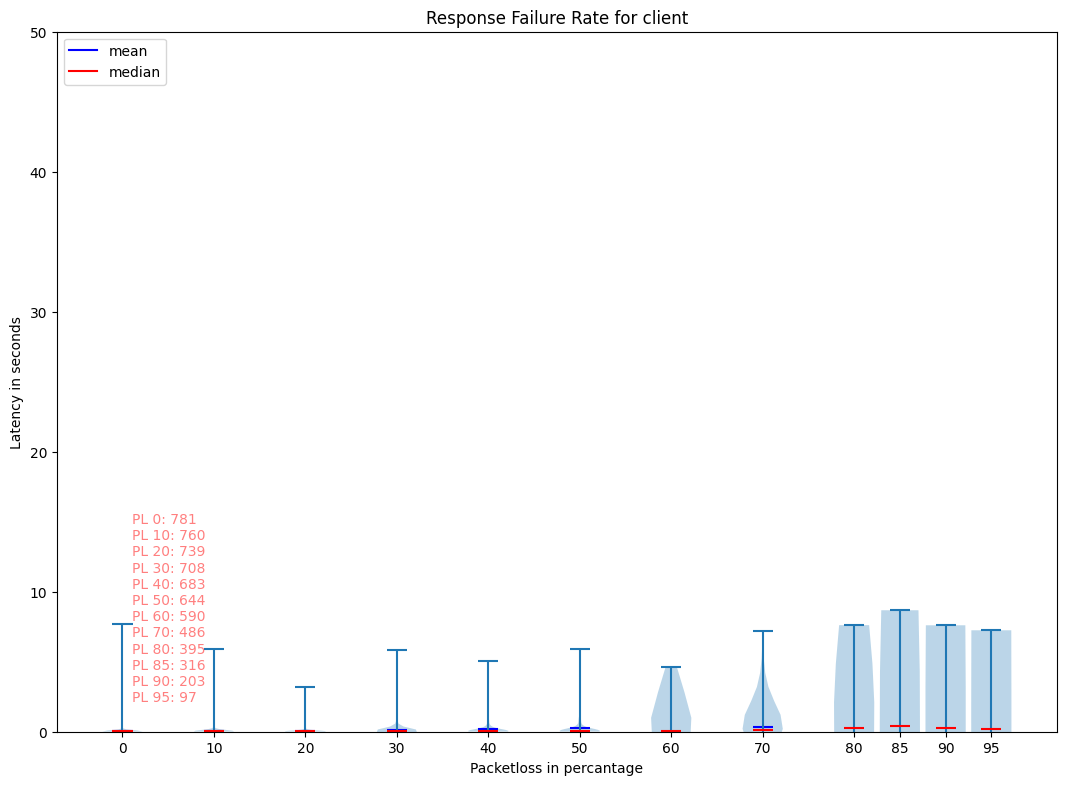 Response Failure Rate for client
mean
median
50
40
30
20
10
0
Latency in seconds
PL 0: 781
PL 10: 760
PL 20: 739
PL 30: 708
PL 40: 683
PL 50: 644
PL 60: 590
PL 70: 486
PL 80: 395
PL 85: 316
PL 90: 203
PL 95: 97
0 10 20 30 40 50 60 70 80 85 90 95
Packetloss in percantage